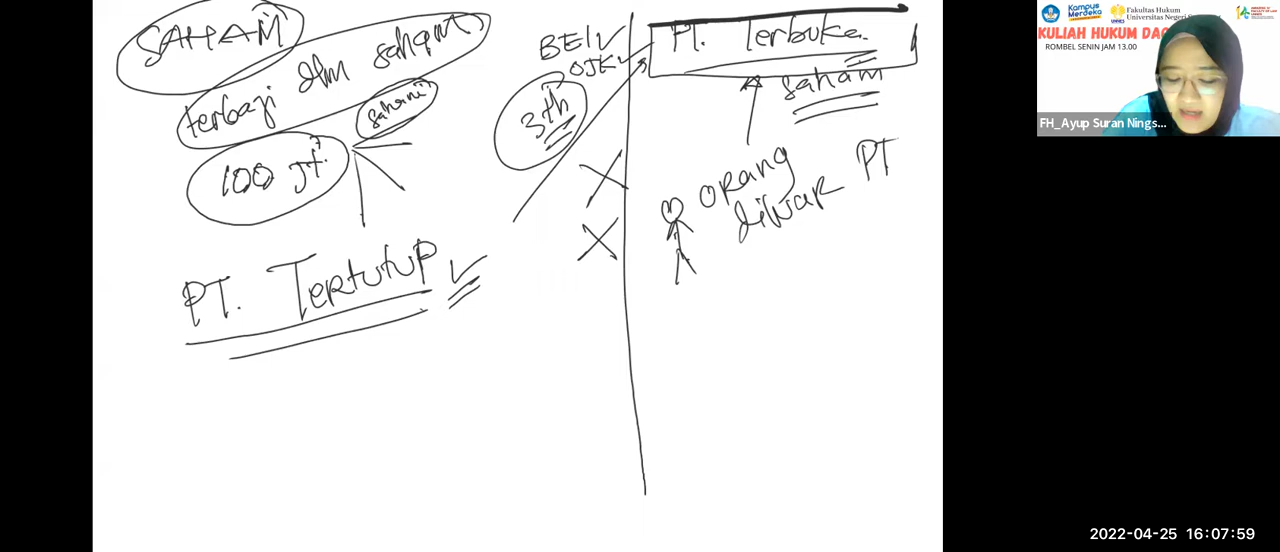 SAHAM
terbagi dlm saham
saham
100 jt.
PT. Tertutup
BEI
OJK
3 th
PT. Terbuka
saham
orang
diluar PT
Kampus
Merdeka
UNNES
Fakultas Hukum
Universitas Negeri
KULIAH HUKUM DAG
ROMBEL SENIN JAM 13.00
FH_Ayup Suran Nings...
2022-04-25 16:07:59